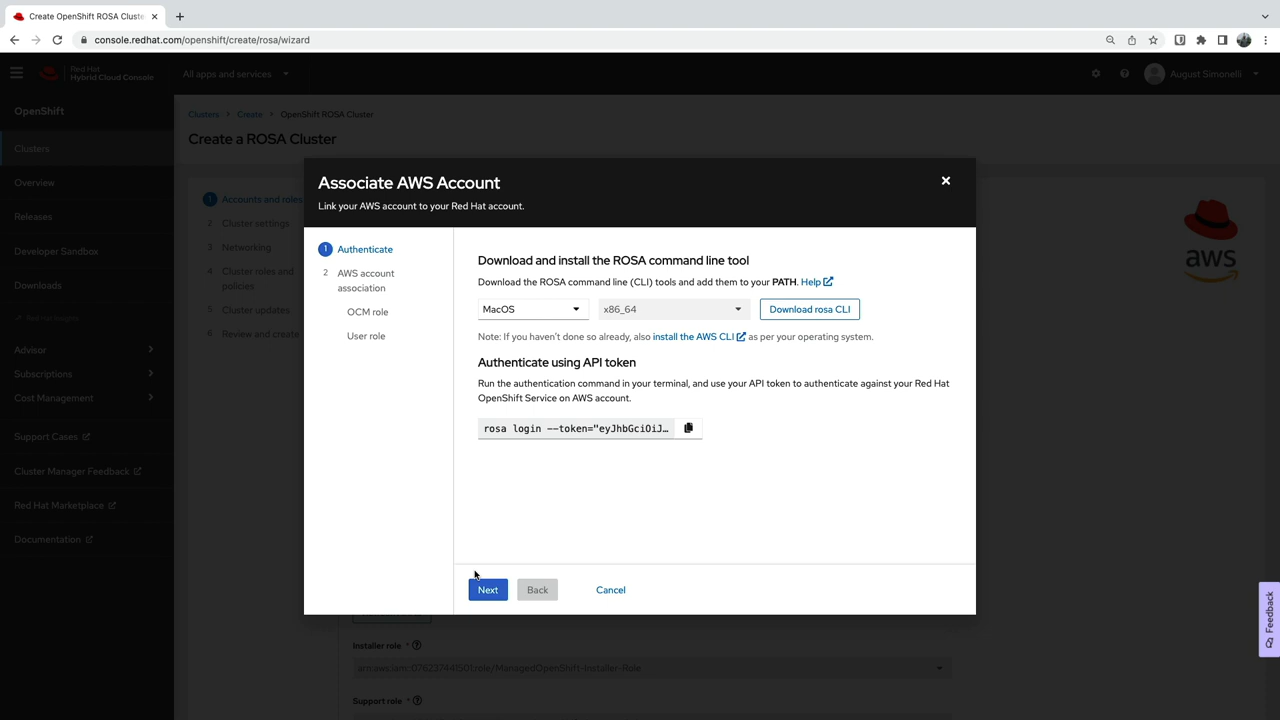 Create OpenShift ROSA Cluste
console.redhat.com/openshift/create/rosa/wizard
Red Hat
Hybrid Cloud Console
All apps and services
August Simonelli
OpenShift
Clusters
Overview
Releases
Developer Sandbox
Downloads
Red Hat Insights
Advisor
Subscriptions
Cost Management
Support Cases
Cluster Manager Feedback
Red Hat Marketplace
Documentation
Clusters > Create > OpenShift ROSA Cluster
Create a ROSA Cluster
1 Accounts and roles
2 Cluster settings
3 Networking
4 Cluster roles and
policies
5 Cluster updates
6 Review and create
aws
Associate AWS Account
Link your AWS account to your Red Hat account.
1 Authenticate
2 AWS account
association
OCM role
User role
Download and install the ROSA command line tool
Download the ROSA command line (CLI) tools and add them to your PATH. Help
MacOS
x86_64
Download rosa CLI
Note: If you haven't done so already, also install the AWS CLI as per your operating system.
Authenticate using API token
Run the authentication command in your terminal, and use your API token to authenticate against your Red Hat
OpenShift Service on AWS account.
rosa login --token="eyJhbGciOiJ…
Next
Back
Cancel
Installer role *
Support role *
Feedback